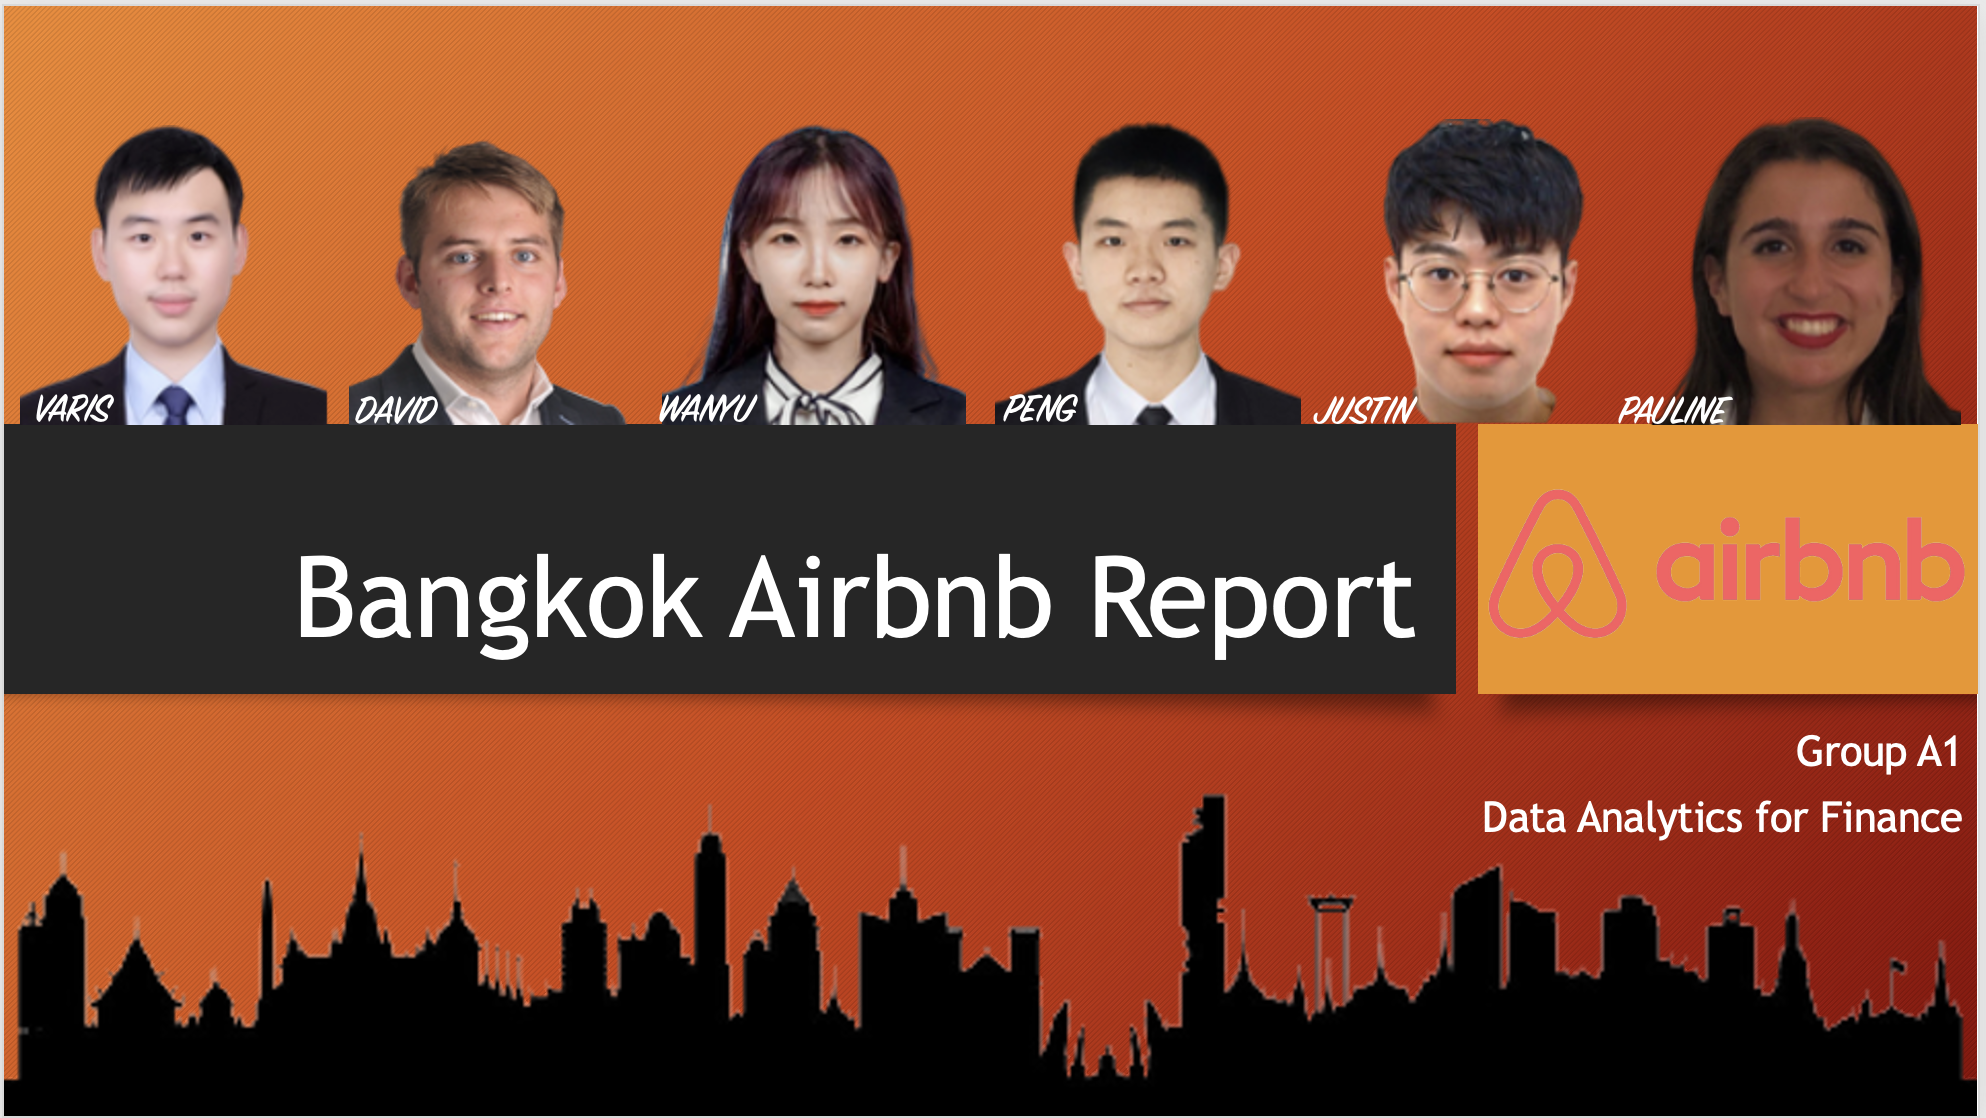 VARIS
DAVID
WANYU
PENG
JUSTIN
PAULINE
Bangkok Airbnb Report
airbnb
Group A1
Data Analytics for Finance